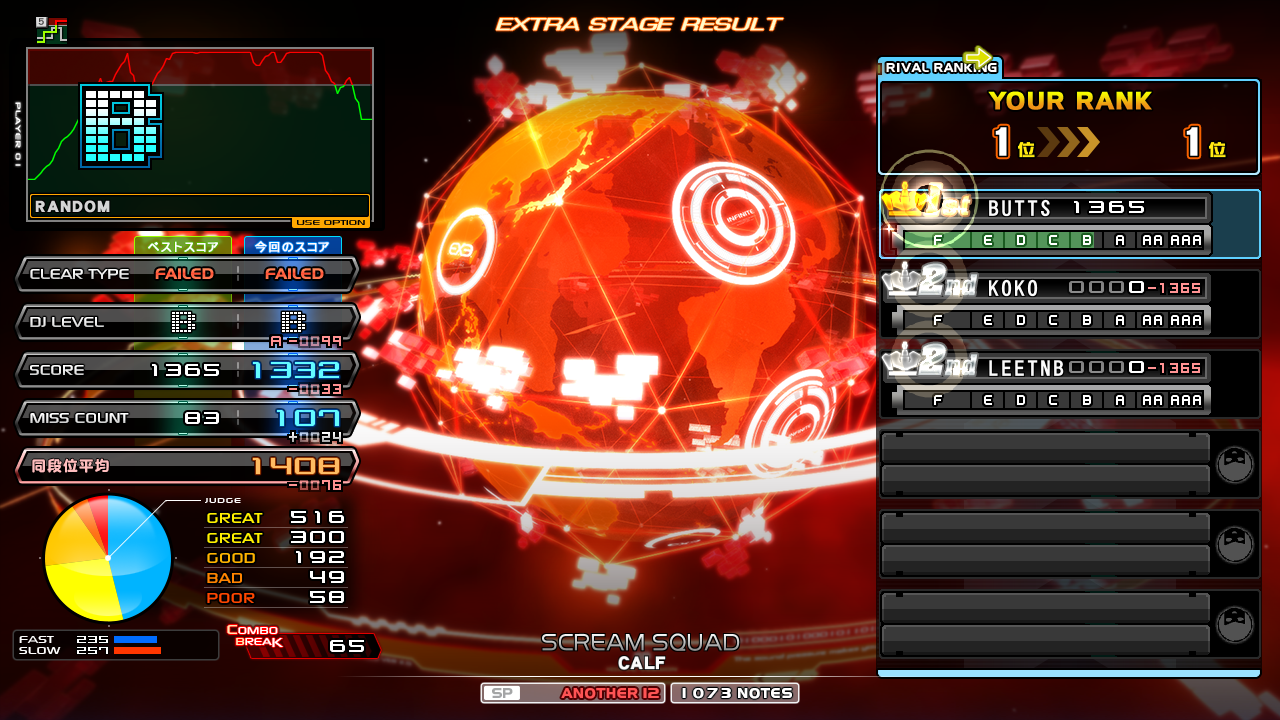 EXTRA STAGE RESULT
5
PLAYER 01
B
RANDOM
USE OPTION
ベストスコア 今回のスコア
CLEAR TYPE FAILED FAILED
DJ LEVEL B B
A -0099
SCORE 1365 1332
-0033
MISS COUNT 83 107
+0024
同段位平均 1408
-0076
JUDGE
GREAT 516
GREAT 300
GOOD 192
BAD 49
POOR 58
FAST 235
SLOW 257
COMBO BREAK 65
INFINITE
SCREAM SQUAD
CALF
SP ANOTHER 12 1073 NOTES
RIVAL RANKING
YOUR RANK
1位 1位
1st BUTTS 1365
F E D C B A AA AAA
2nd KOKO 0000 -1365
F E D C B A AA AAA
2nd LEETNB 0000 -1365
F E D C B A AA AAA